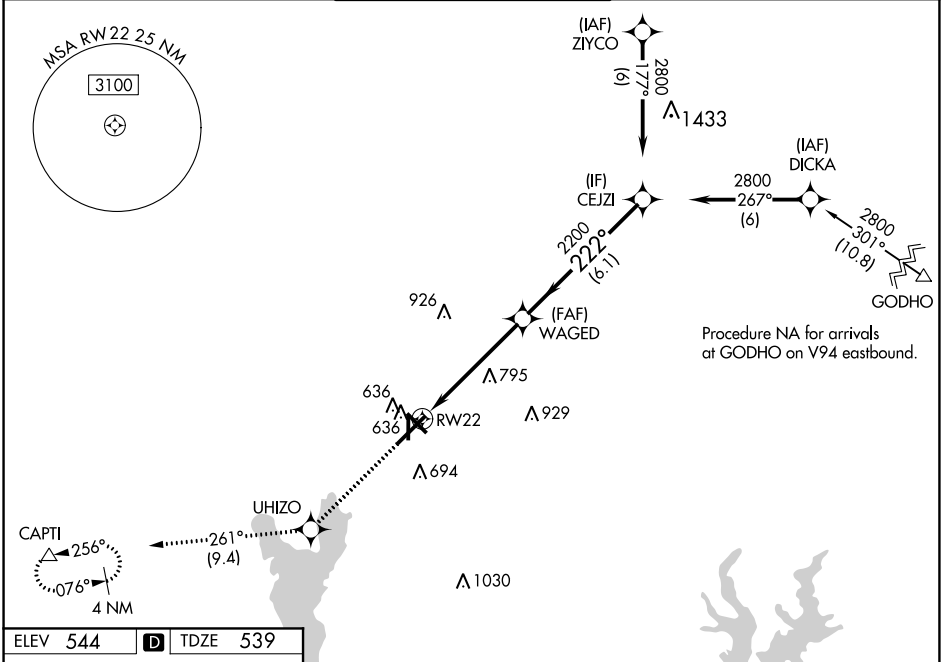 MSA RW 22 25 NM
3100
(IAF)
ZIYCO
2800
177°
(6)
1433
(IAF)
DICKA
2800
267°
(6)
(IF)
CEJZI
2800
301°
(10.8)
GODHO
2200
222°
(6.1)
926
(FAF)
WAGED
Procedure NA for arrivals
at GODHO on V94 eastbound.
795
636
636
RW22
929
694
UHIZO
CAPTI
256°
261°
(9.4)
076°
4 NM
1030
ELEV 544 D TDZE 539